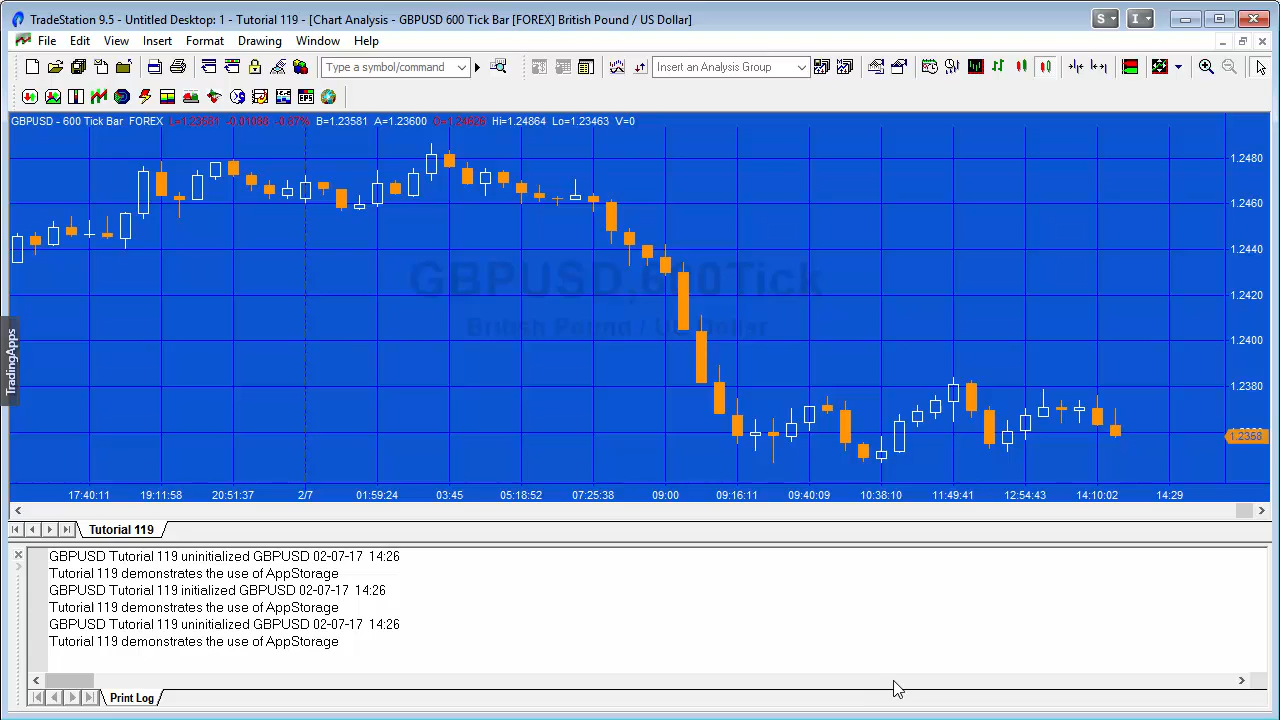 TradeStation 9.5 - Untitled Desktop: 1 - Tutorial 119 - [Chart Analysis - GBPUSD 600 Tick Bar [FOREX] British Pound / US Dollar]
S I
File Edit View Insert Format Drawing Window Help
Type a symbol/command Insert an Analysis Group
GBPUSD - 600 Tick Bar FOREX L=1.23581 -0.01086 -0.87% B=1.23581 A=1.23600 Hi=1.24864 Lo=1.23463 V=0
1.2480
1.2460
1.2440
GBPUSD,600Tick
1.2420
British Pound / US Dollar
1.2400
TradingApps
1.2380
1.2358
17:40:11 19:11:58 20:51:37 2/7 01:59:24 03:45 05:18:52 07:25:38 09:00 09:16:11 09:40:09 10:38:10 11:49:41 12:54:43 14:10:02 14:29
Tutorial 119
GBPUSD Tutorial 119 uninitialized GBPUSD 02-07-17 14:26
Tutorial 119 demonstrates the use of AppStorage
GBPUSD Tutorial 119 initialized GBPUSD 02-07-17 14:26
Tutorial 119 demonstrates the use of AppStorage
GBPUSD Tutorial 119 uninitialized GBPUSD 02-07-17 14:26
Tutorial 119 demonstrates the use of AppStorage
Print Log